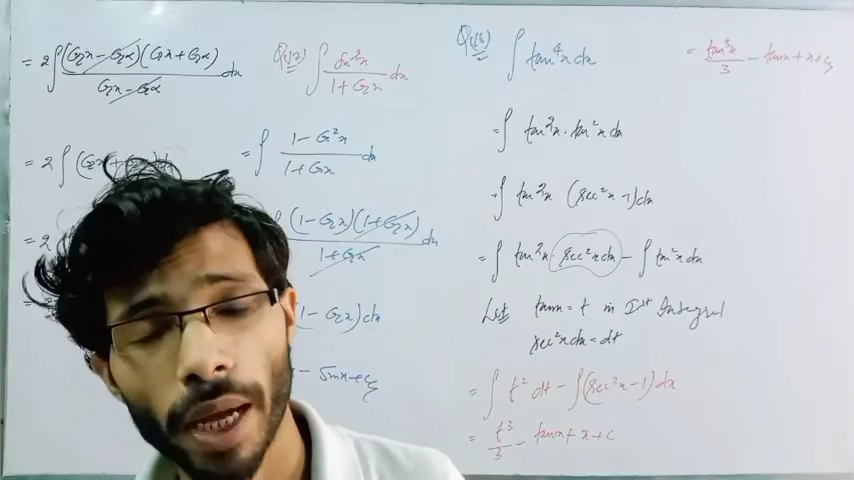 = 2∫ (Cos x − Cos α)(Cos x + Cos α) / Cos x − Cos α dx
= 2∫ (Cos x +
= 2
Q(12) ∫ Sin²x / 1 + Cos x dx
= ∫ 1 − Cos²x / 1 + Cos x dx
(1 − Cos x)(1 + Cos x) / 1 + Cos x dx
(1 − Cos x) dx
− Sin x + c
Q(16) ∫ tan⁴x dx
= ∫ tan²x · tan²x dx
= ∫ tan²x (sec²x − 1) dx
= ∫ tan²x · sec²x dx − ∫ tan²x dx
Let tan x = t in Ist Integral
sec²x dx = dt
= ∫ t² dt − ∫ (sec²x − 1) dx
= t³/3 − tan x + x + c
= tan³x / 3 − tan x + x + c